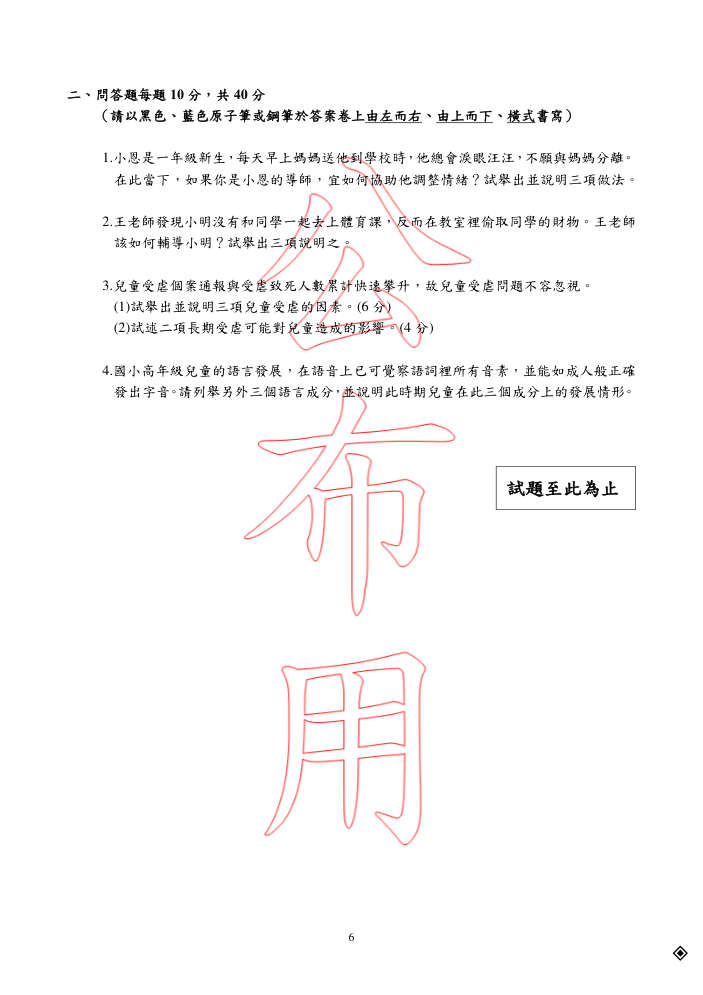 二、問答題每題 10 分，共 40 分
（請以黑色、藍色原子筆或鋼筆於答案卷上由左而右、由上而下、橫式書寫）
1.小恩是一年級新生，每天早上媽媽送他到學校時，他總會淚眼汪汪，不願與媽媽分離。
在此當下，如果你是小恩的導師，宜如何協助他調整情緒？試舉出並說明三項做法。
2.王老師發現小明沒有和同學一起去上體育課，反而在教室裡偷取同學的財物。王老師
該如何輔導小明？試舉出三項說明之。
3.兒童受虐個案通報與受虐致死人數累計快速攀升，故兒童受虐問題不容忽視。
(1)試舉出並說明三項兒童受虐的因素。(6 分)
(2)試述二項長期受虐可能對兒童造成的影響。(4 分)
4.國小高年級兒童的語言發展，在語音上已可覺察語詞裡所有音素，並能如成人般正確
發出字音。請列舉另外三個語言成分，並說明此時期兒童在此三個成分上的發展情形。
試題至此為止
公
布
用
6